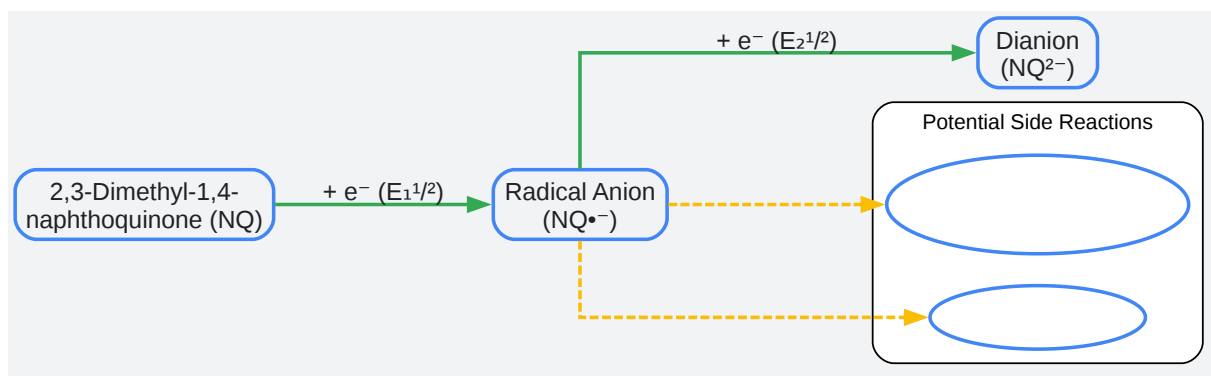 + e⁻ (E₂¹/²)
Dianion
(NQ²⁻)
Potential Side Reactions
2,3-Dimethyl-1,4-
naphthoquinone (NQ)
+ e⁻ (E₁¹/²)
Radical Anion
(NQ•⁻)